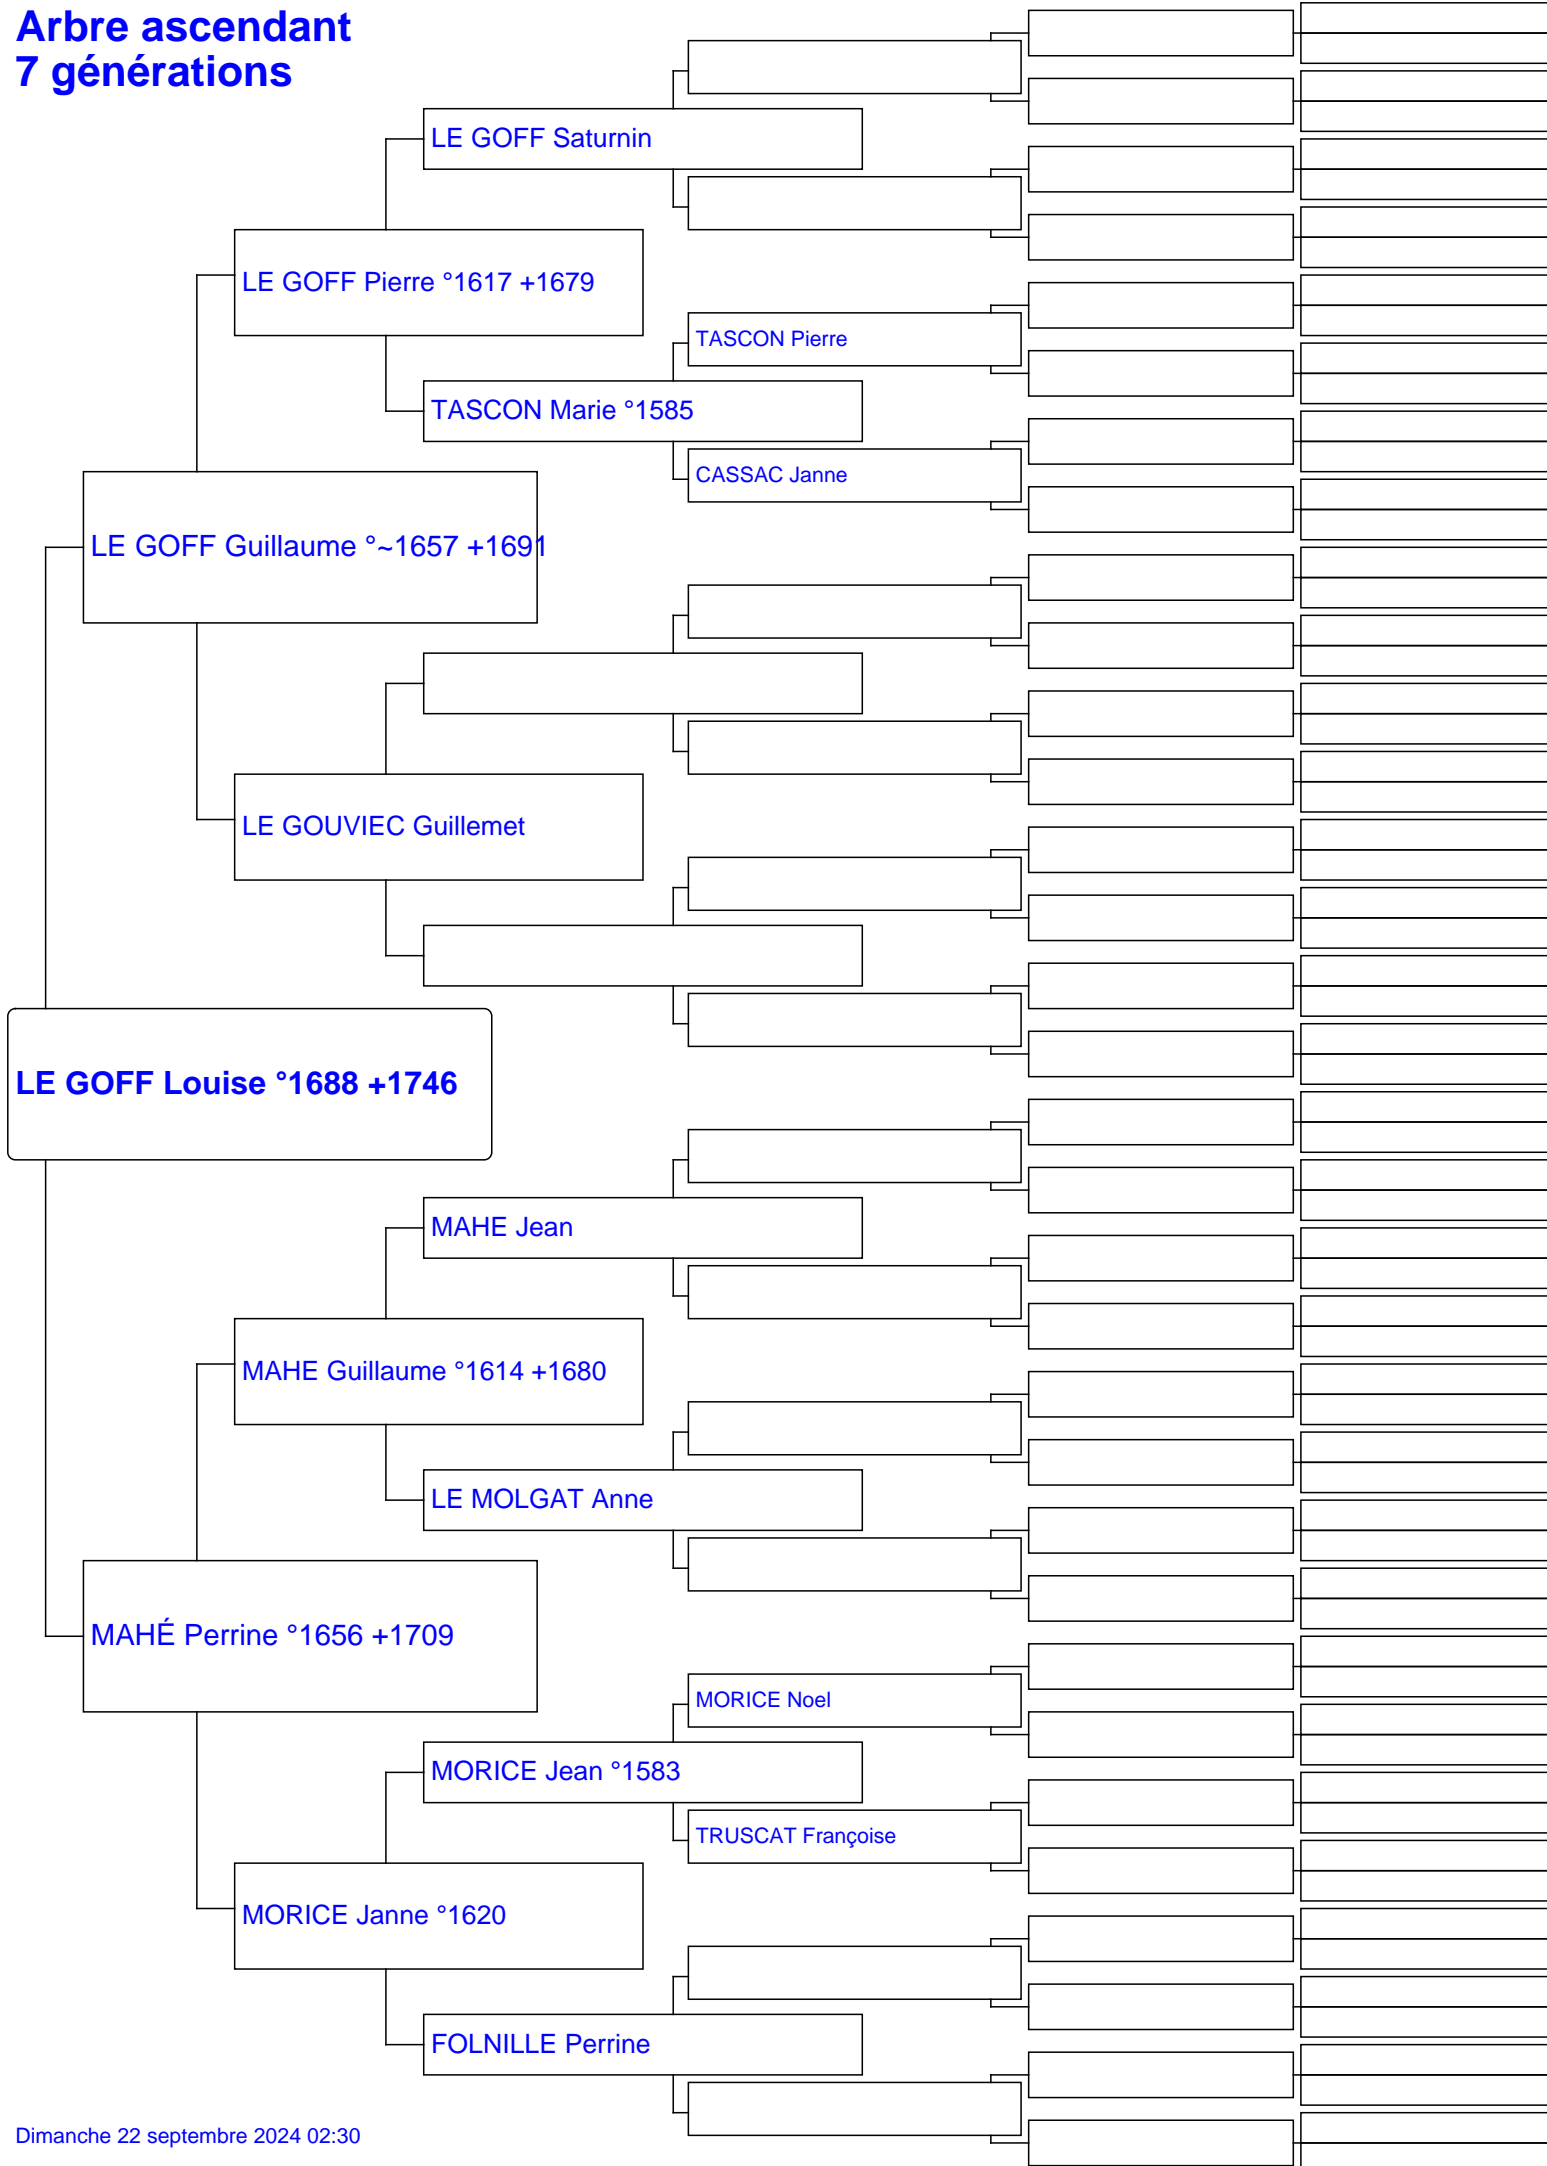 Arbre ascendant
7 générations
LE GOFF Saturnin
LE GOFF Pierre °1617 +1679
TASCON Pierre
TASCON Marie °1585
CASSAC Janne
LE GOFF Guillaume °~1657 +1691
LE GOUVIEC Guillemet
LE GOFF Louise °1688 +1746
MAHE Jean
MAHE Guillaume °1614 +1680
LE MOLGAT Anne
MAHÉ Perrine °1656 +1709
MORICE Noel
MORICE Jean °1583
TRUSCAT Françoise
MORICE Janne °1620
FOLNILLE Perrine
Dimanche 22 septembre 2024 02:30